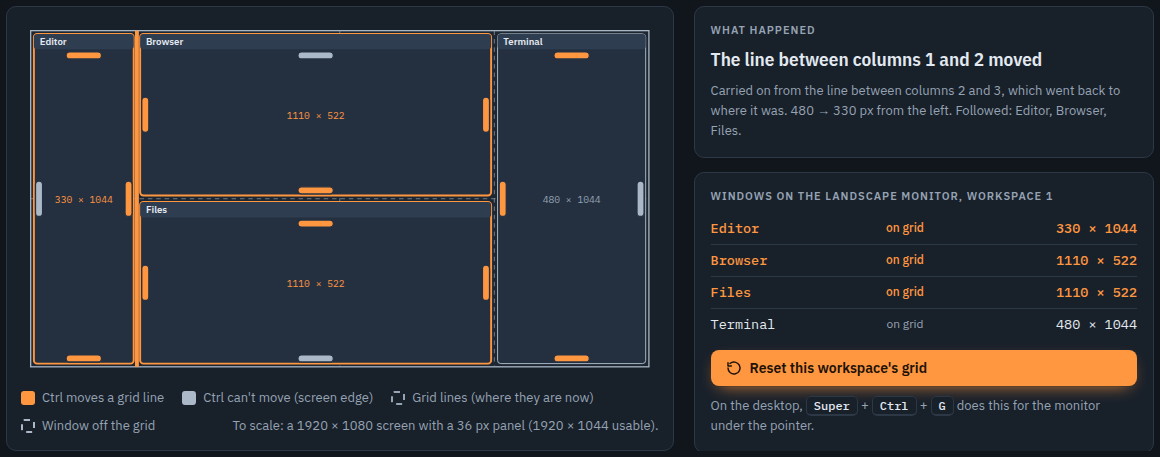 Editor
Browser
Terminal
1110 × 522
330 × 1044
480 × 1044
Files
1110 × 522
Ctrl moves a grid line
Ctrl can't move (screen edge)
Grid lines (where they are now)
Window off the grid
To scale: a 1920 × 1080 screen with a 36 px panel (1920 × 1044 usable).
WHAT HAPPENED
The line between columns 1 and 2 moved
Carried on from the line between columns 2 and 3, which went back to
where it was. 480 → 330 px from the left. Followed: Editor, Browser,
Files.
WINDOWS ON THE LANDSCAPE MONITOR, WORKSPACE 1
Editor on grid 330 × 1044
Browser on grid 1110 × 522
Files on grid 1110 × 522
Terminal on grid 480 × 1044
Reset this workspace's grid
On the desktop, Super + Ctrl + G does this for the monitor
under the pointer.